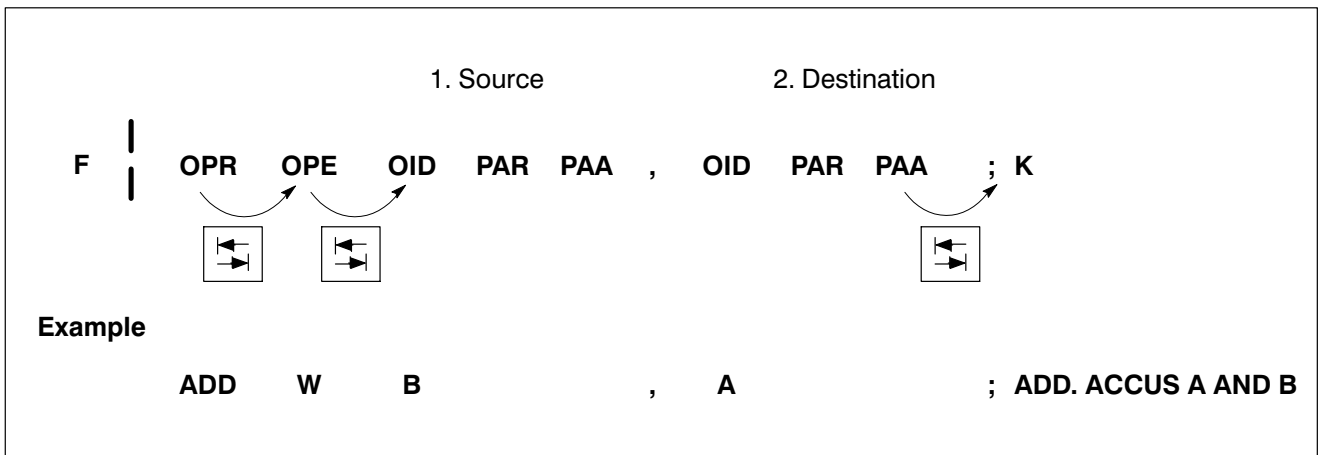 1. Source 2. Destination
F OPR OPE OID PAR PAA , OID PAR PAA ; K
Example
ADD W B , A ; ADD. ACCUS A AND B